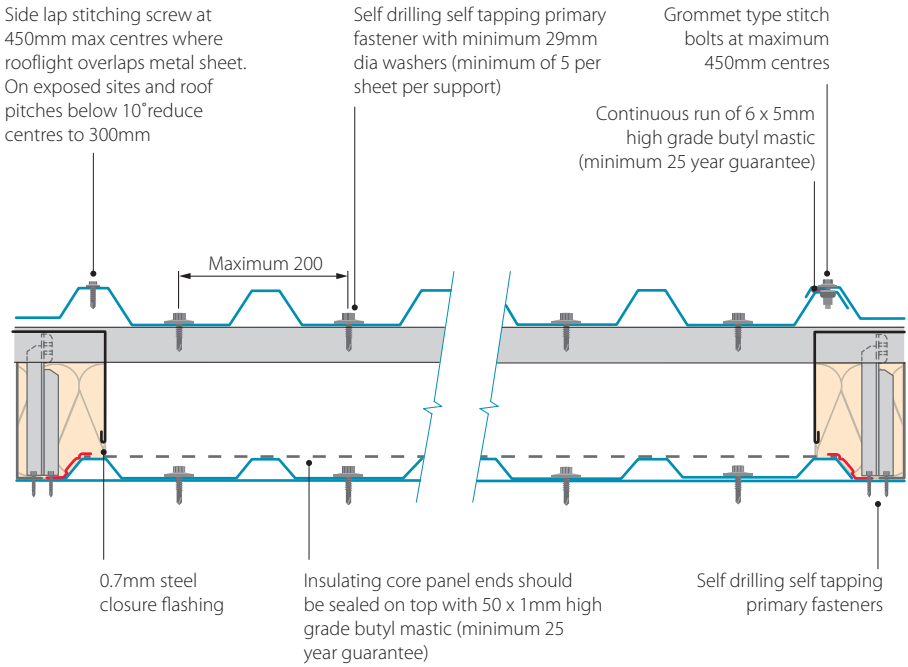 Side lap stitching screw at
450mm max centres where
rooflight overlaps metal sheet.
On exposed sites and roof
pitches below 10˚reduce
centres to 300mm
Self drilling self tapping primary
fastener with minimum 29mm
dia washers (minimum of 5 per
sheet per support)
Grommet type stitch
bolts at maximum
450mm centres
Continuous run of 6 x 5mm
high grade butyl mastic
(minimum 25 year guarantee)
Maximum 200
0.7mm steel
closure flashing
Insulating core panel ends should
be sealed on top with 50 x 1mm high
grade butyl mastic (minimum 25
year guarantee)
Self drilling self tapping
primary fasteners